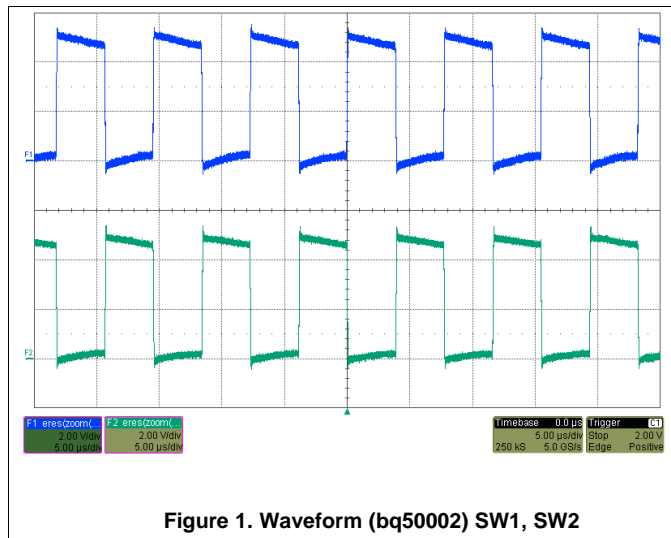 F1
F2
F1 eres(zoom(...
2.00 V/div
5.00 µs/div
F2 eres(zoom(...
2.00 V/div
5.00 µs/div
Timebase 0.0 µs
5.00 µs/div
250 kS 5.0 GS/s
Trigger C1
Stop 2.00 V
Edge Positive
Figure 1. Waveform (bq50002) SW1, SW2